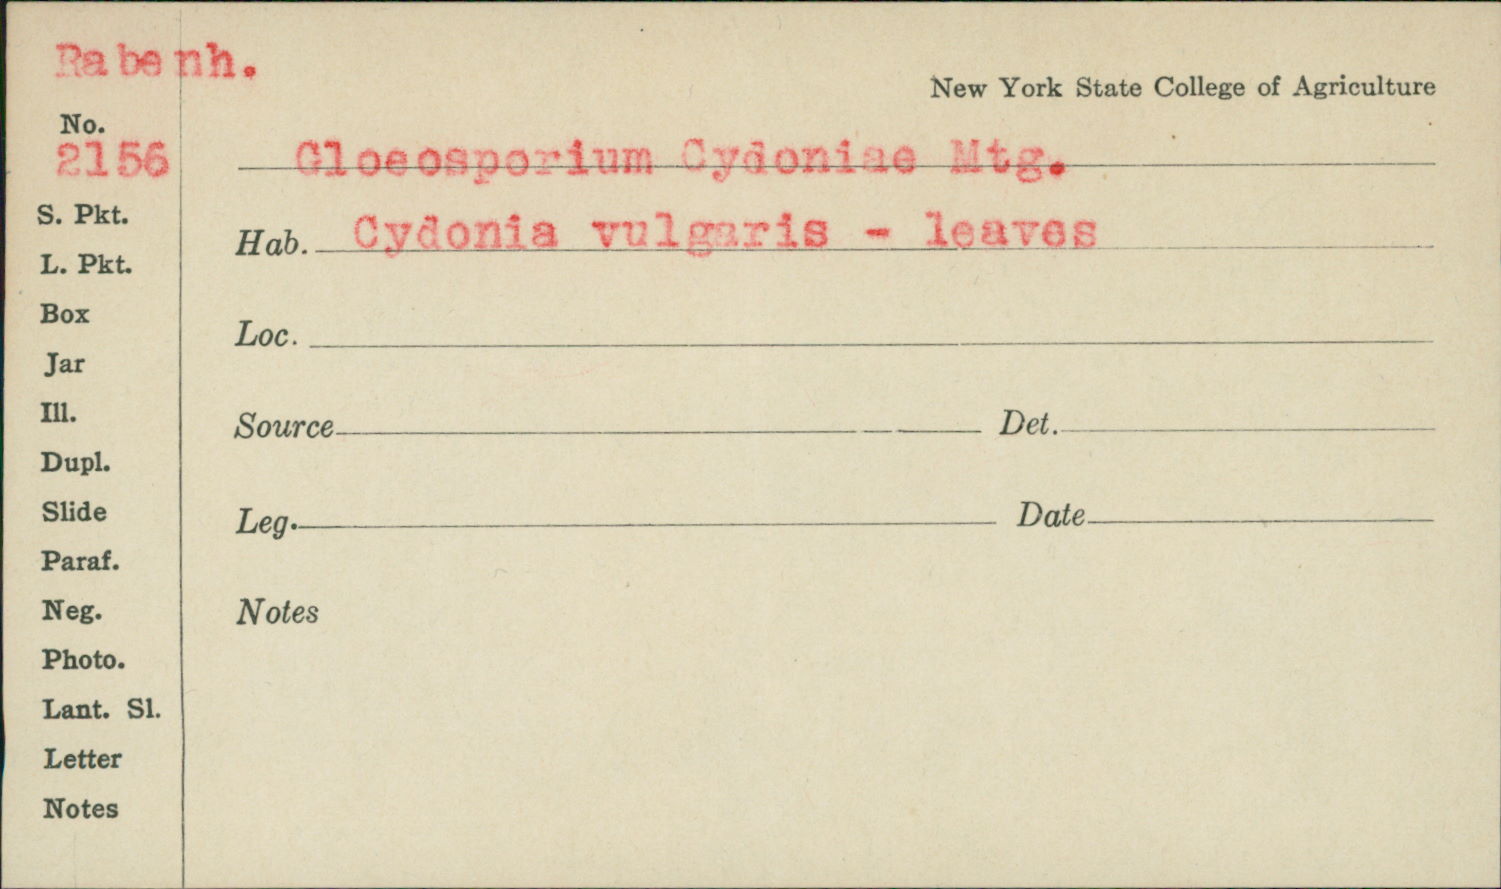 Rabenh.
New York State College of Agriculture
No.
2156
Gloeosporium Cydoniae Mtg.
S. Pkt.
Hab. Cydonia vulgaris - leaves
L. Pkt.
Box
Loc.
Jar
Ill.
Source Det.
Dupl.
Slide
Leg. Date
Paraf.
Neg.
Notes
Photo.
Lant. Sl.
Letter
Notes